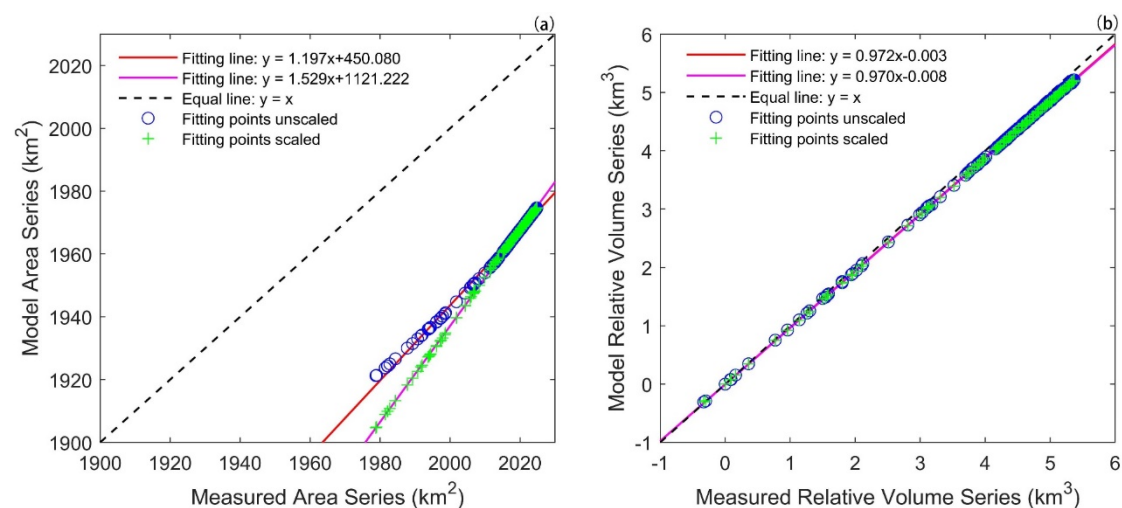 (a)
Fitting line: y = 1.197x+450.080
Fitting line: y = 1.529x+1121.222
Equal line: y = x
Fitting points unscaled
Fitting points scaled
2020
2000
1980
1960
1940
1920
1900
Model Area Series (km²)
1900 1920 1940 1960 1980 2000 2020
Measured Area Series (km²)
(b)
Fitting line: y = 0.972x-0.003
Fitting line: y = 0.970x-0.008
Equal line: y = x
Fitting points unscaled
Fitting points scaled
6
5
4
3
2
1
0
-1
Model Relative Volume Series (km³)
-1 0 1 2 3 4 5 6
Measured Relative Volume Series (km³)